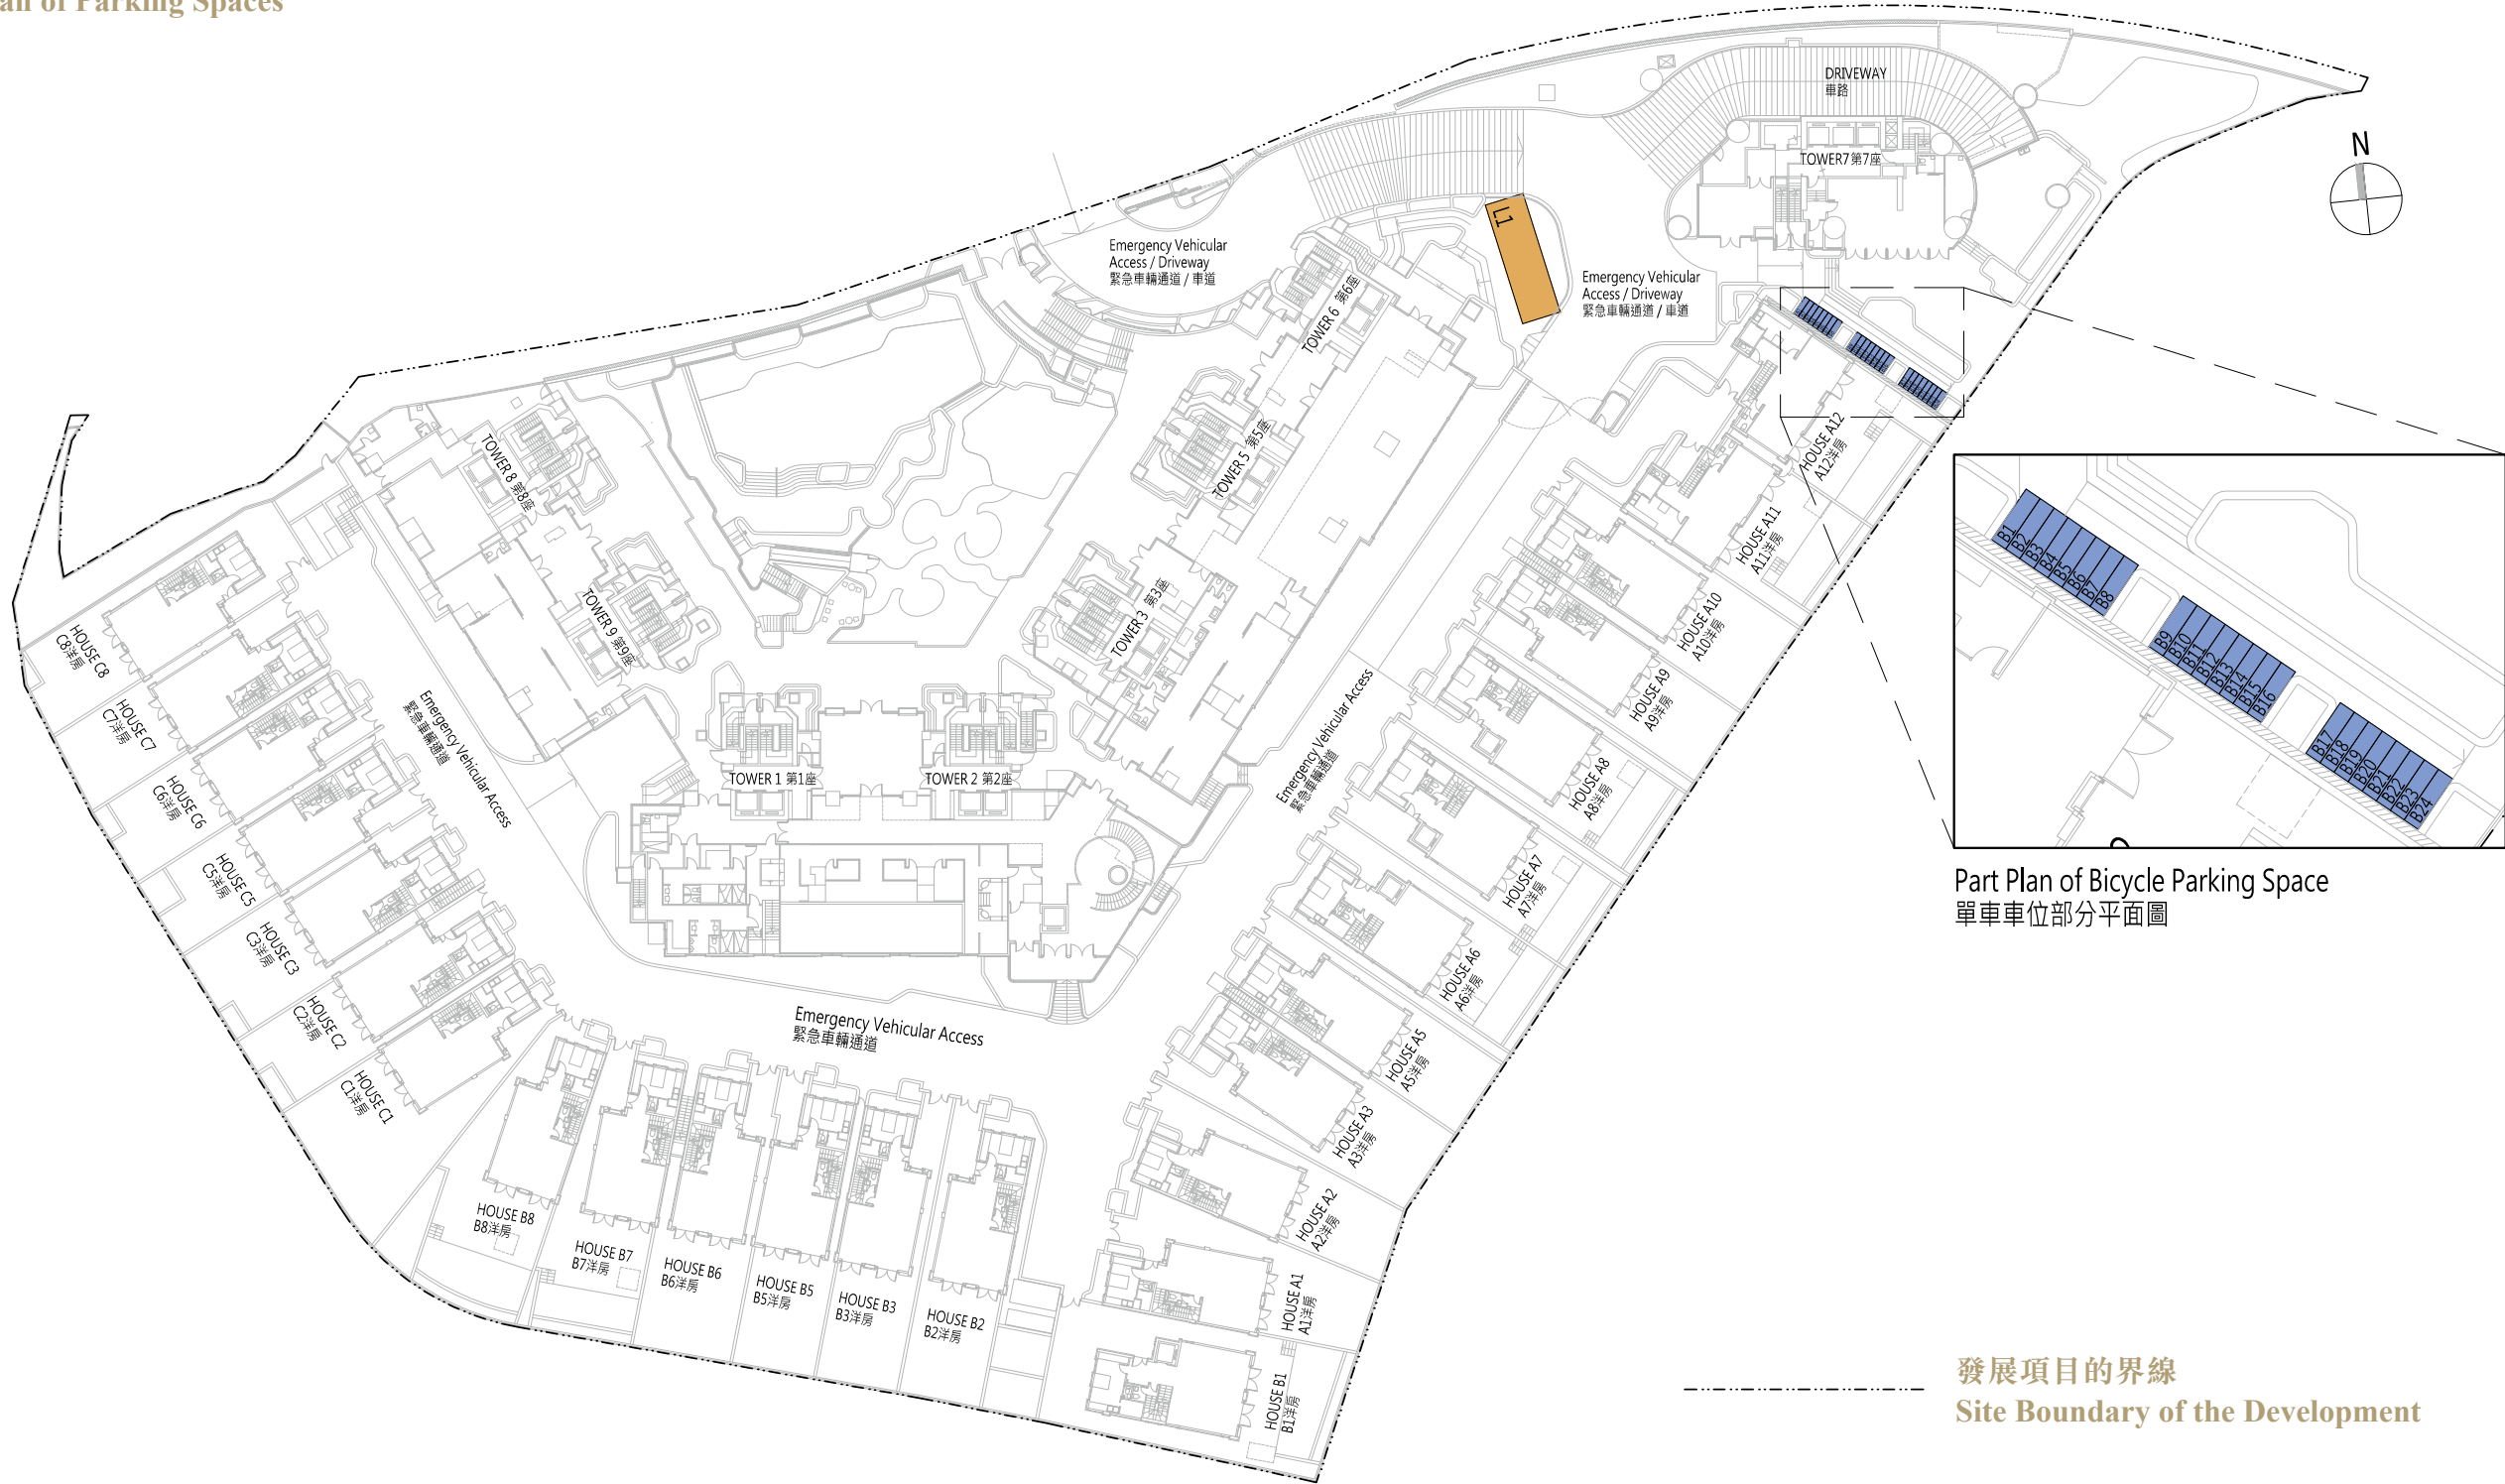 an of Parking Spaces
DRIVEWAY
車路
TOWER7 第7座
N
L1
Emergency Vehicular
Access / Driveway
緊急車輛通道 / 車道
Emergency Vehicular
Access / Driveway
緊急車輛通道 / 車道
TOWER 6 第6座
TOWER 5 第5座
TOWER 3 第3座
TOWER 8 第8座
TOWER 9 第9座
TOWER 1 第1座
TOWER 2 第2座
HOUSE A12
A12洋房
HOUSE A11
A11洋房
HOUSE A10
A10洋房
HOUSE A9
A9洋房
HOUSE A8
A8洋房
HOUSE A7
A7洋房
HOUSE A6
A6洋房
HOUSE A5
A5洋房
HOUSE A3
A3洋房
HOUSE A2
A2洋房
HOUSE A1
A1洋房
HOUSE B1
B1洋房
HOUSE C8
C8洋房
HOUSE C7
C7洋房
HOUSE C6
C6洋房
HOUSE C5
C5洋房
HOUSE C3
C3洋房
HOUSE C2
C2洋房
HOUSE C1
C1洋房
Emergency Vehicular Access
緊急車輛通道
Emergency Vehicular Access
緊急車輛通道
Emergency Vehicular Access
緊急車輛通道
HOUSE B8
B8洋房
HOUSE B7
B7洋房
HOUSE B6
B6洋房
HOUSE B5
B5洋房
HOUSE B3
B3洋房
HOUSE B2
B2洋房
B1
B2
B3
B4
B5
B6
B7
B8
B9
B10
B11
B12
B13
B14
B15
B16
B17
B18
B19
B20
B21
B22
B23
B24
Part Plan of Bicycle Parking Space
單車車位部分平面圖
發展項目的界線
Site Boundary of the Development